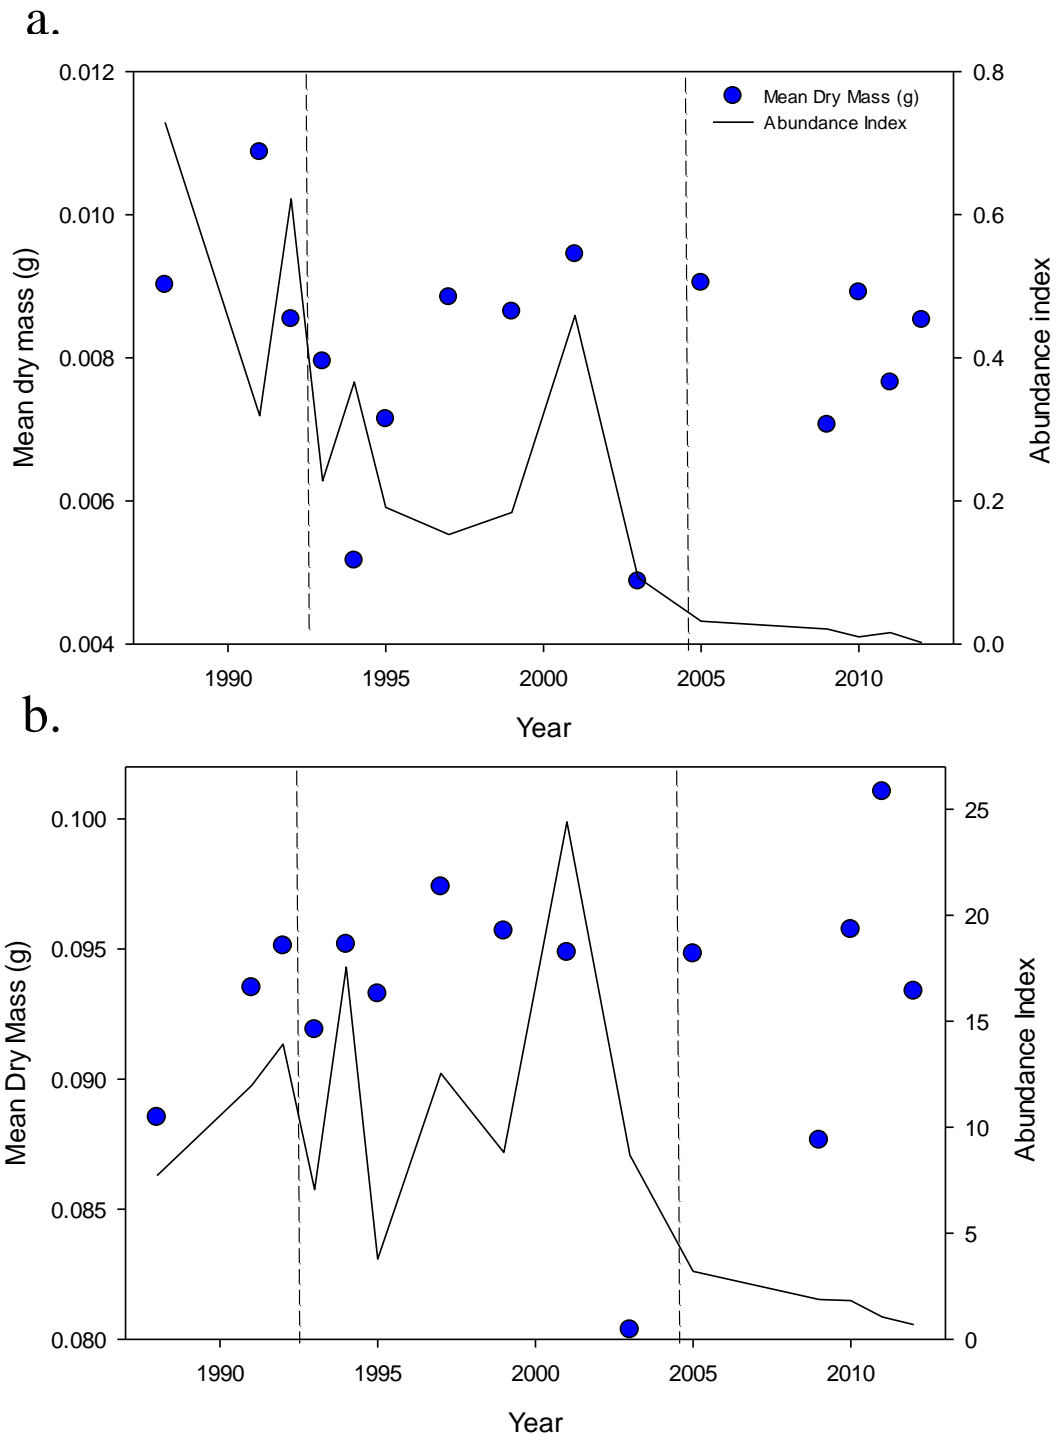 a.
0.012
0.010
0.008
0.006
0.004
Mean dry mass (g)
0.8
0.6
0.4
0.2
0.0
Abundance index
Mean Dry Mass (g)
Abundance Index
1990 1995 2000 2005 2010
Year
b.
0.100
0.095
0.090
0.085
0.080
Mean Dry Mass (g)
25
20
15
10
5
0
Abundance Index
1990 1995 2000 2005 2010
Year